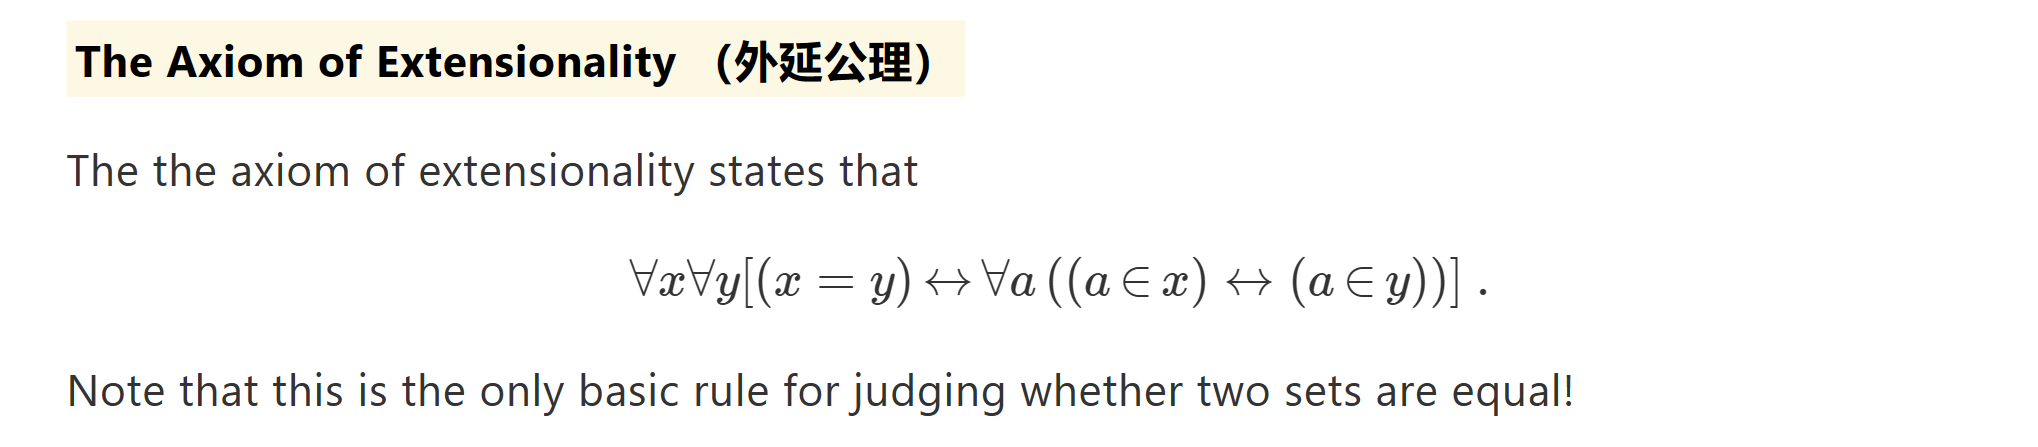 The Axiom of Extensionality （外延公理）
The the axiom of extensionality states that
∀x∀y[(x = y) ↔ ∀a ((a ∈ x) ↔ (a ∈ y))] .
Note that this is the only basic rule for judging whether two sets are equal!